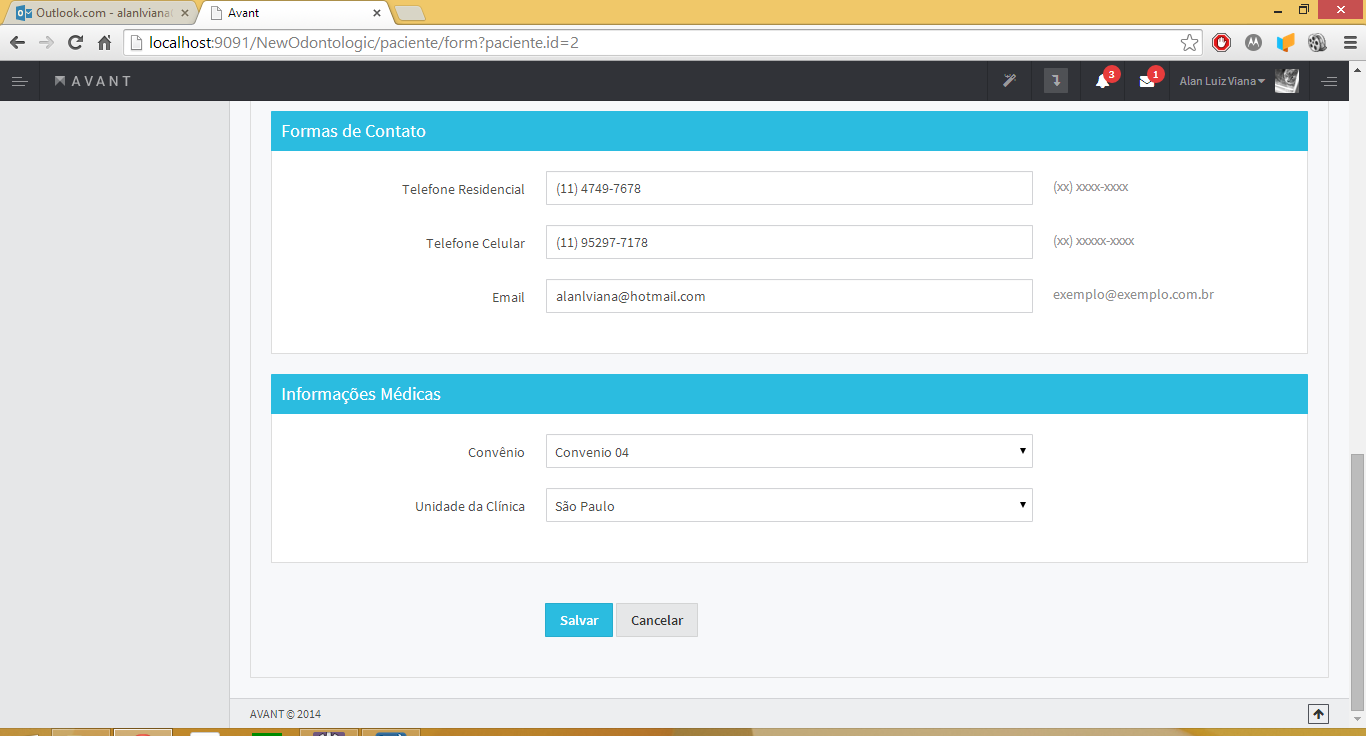 Outlook.com - alanlviana
Avant
localhost:9091/NewOdontologic/paciente/form?paciente.id=2
AVANT
3
1
Alan Luiz Viana
Formas de Contato
Telefone Residencial
(11) 4749-7678
(xx) xxxx-xxxx
Telefone Celular
(11) 95297-7178
(xx) xxxxx-xxxx
Email
alanlviana@hotmail.com
exemplo@exemplo.com.br
Informações Médicas
Convênio
Convenio 04
Unidade da Clínica
São Paulo
Salvar
Cancelar
AVANT © 2014